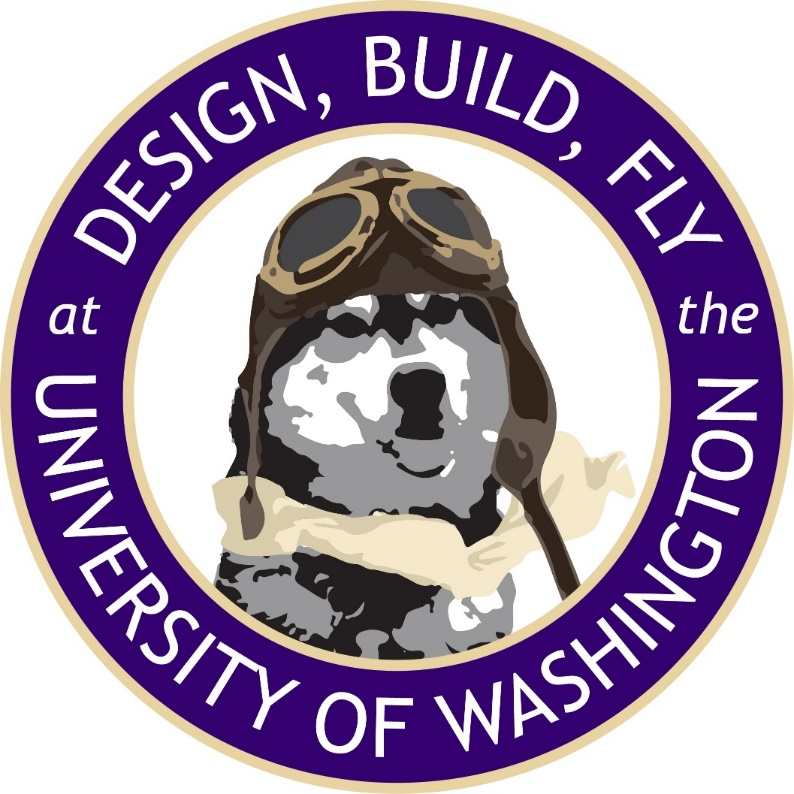 DESIGN, BUILD, FLY
at the
UNIVERSITY OF WASHINGTON